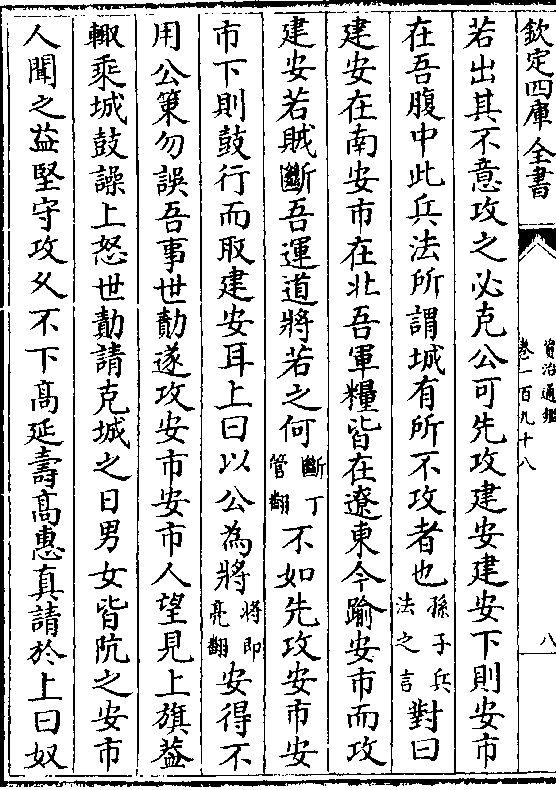 欽定四庫全書
資治通鑑
卷一百九十八
八
若出其不意攻之必克公可先攻建安建安下則安市
在吾腹中此兵法所謂城有所不攻者也孫子兵法之言對曰
建安在南安市在北吾軍糧皆在遼東今踰安市而攻
建安若賊斷吾運道將若之何斷丁管翻不如先攻安市安
市下則鼓行而取建安耳上曰以公為將將即亮翻安得不
用公策勿誤吾事世勣遂攻安市安市人望見上旗蓋
輙乘城鼓譟上怒世勣請克城之日男女皆阬之安市
人聞之益堅守攻乆不下高延壽高惠真請於上曰奴